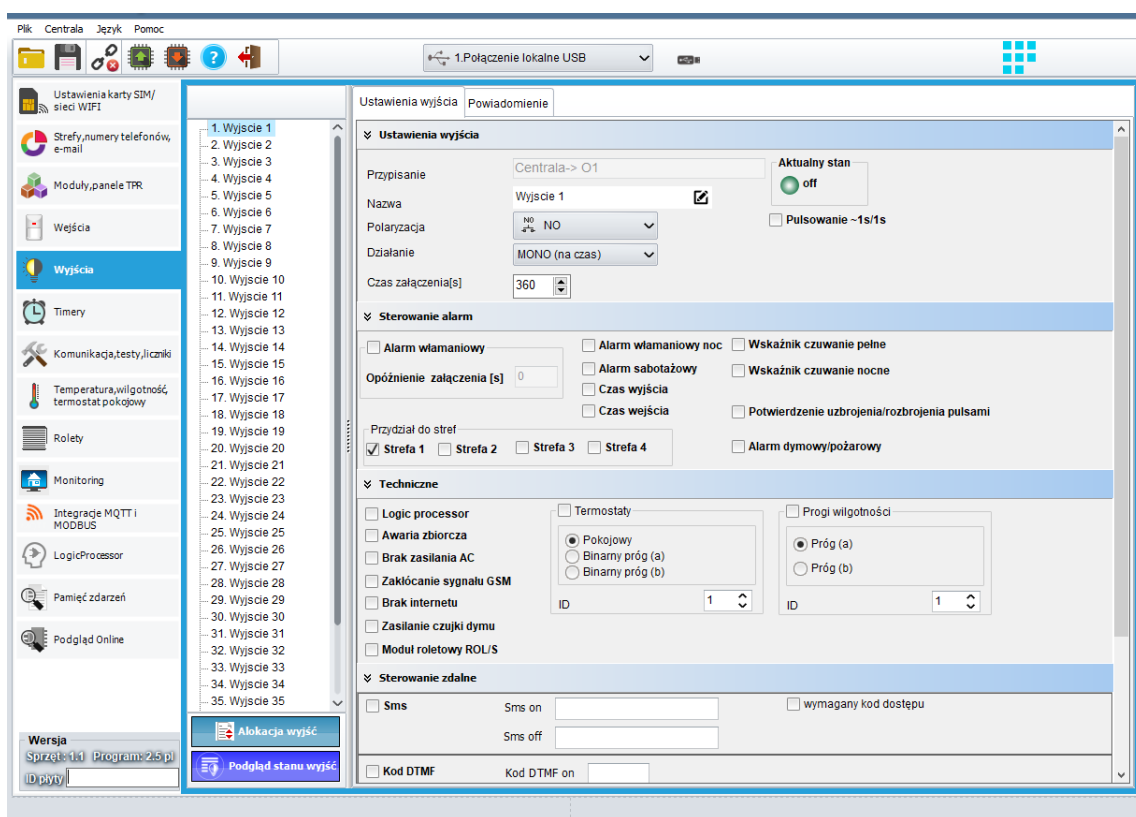 Plik Centrala Język Pomoc
1.Połączenie lokalne USB
Ustawienia karty SIM/
sieci WIFI
Strefy,numery telefonów,
e-mail
Moduły,panele TPR
Wejścia
Wyjścia
Timery
Komunikacja,testy,liczniki
Temperatura,wilgotność,
termostat pokojowy
Rolety
Monitoring
Integracje MQTT i
MODBUS
LogicProcessor
Pamięć zdarzeń
Podgląd Online
Wersja
Sprzęt: 1.1 Program: 2.5 pl
ID płyty
1. Wyjscie 1
2. Wyjscie 2
3. Wyjscie 3
4. Wyjscie 4
5. Wyjscie 5
6. Wyjscie 6
7. Wyjscie 7
8. Wyjscie 8
9. Wyjscie 9
10. Wyjscie 10
11. Wyjscie 11
12. Wyjscie 12
13. Wyjscie 13
14. Wyjscie 14
15. Wyjscie 15
16. Wyjscie 16
17. Wyjscie 17
18. Wyjscie 18
19. Wyjscie 19
20. Wyjscie 20
21. Wyjscie 21
22. Wyjscie 22
23. Wyjscie 23
24. Wyjscie 24
25. Wyjscie 25
26. Wyjscie 26
27. Wyjscie 27
28. Wyjscie 28
29. Wyjscie 29
30. Wyjscie 30
31. Wyjscie 31
32. Wyjscie 32
33. Wyjscie 33
34. Wyjscie 34
35. Wyjscie 35
Alokacja wyjść
Podgląd stanu wyjść
Ustawienia wyjścia Powiadomienie
Ustawienia wyjścia
Przypisanie Centrala-> O1
Aktualny stan
off
Nazwa Wyjscie 1
Pulsowanie ~1s/1s
Polaryzacja NO NO
Działanie MONO (na czas)
Czas załączenia[s] 360
Sterowanie alarm
Alarm włamaniowy
Opóźnienie załączenia [s] 0
Alarm włamaniowy noc
Alarm sabotażowy
Czas wyjścia
Czas wejścia
Wskaźnik czuwanie pełne
Wskaźnik czuwanie nocne
Potwierdzenie uzbrojenia/rozbrojenia pulsami
Alarm dymowy/pożarowy
Przydział do stref
Strefa 1 Strefa 2 Strefa 3 Strefa 4
Techniczne
Logic processor
Awaria zbiorcza
Brak zasilania AC
Zakłócanie sygnału GSM
Brak internetu
Zasilanie czujki dymu
Moduł roletowy ROL/S
Termostaty
Pokojowy
Binarny próg (a)
Binarny próg (b)
ID 1
Progi wilgotności
Próg (a)
Próg (b)
ID 1
Sterowanie zdalne
Sms Sms on
wymagany kod dostępu
Sms off
Kod DTMF Kod DTMF on